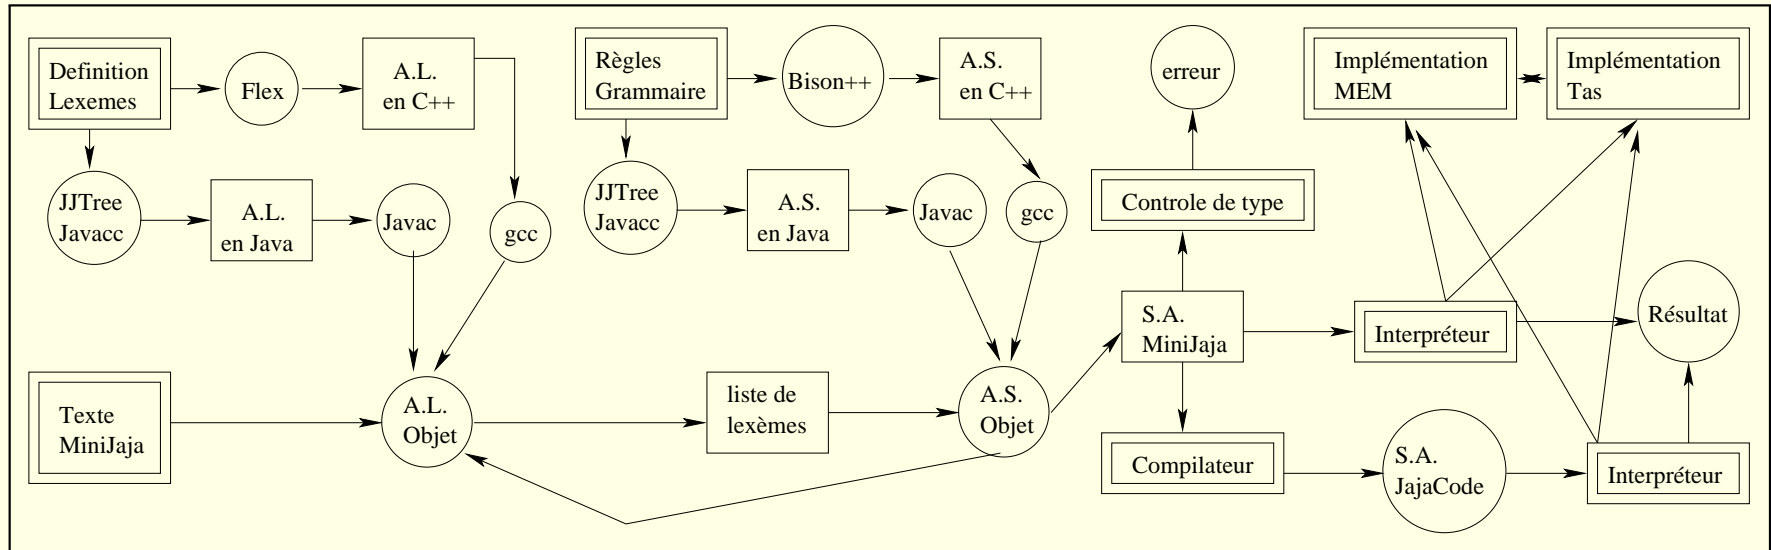 Definition
Lexemes
Flex
A.L.
en C++
Règles
Grammaire
Bison++
A.S.
en C++
erreur
Implémentation
MEM
Implémentation
Tas
JJTree
Javacc
A.L.
en Java
Javac
gcc
JJTree
Javacc
A.S.
en Java
Javac
gcc
Controle de type
S.A.
MiniJaja
Interpréteur
Résultat
Texte
MiniJaja
A.L.
Objet
liste de
lexèmes
A.S.
Objet
Compilateur
S.A.
JajaCode
Interpréteur